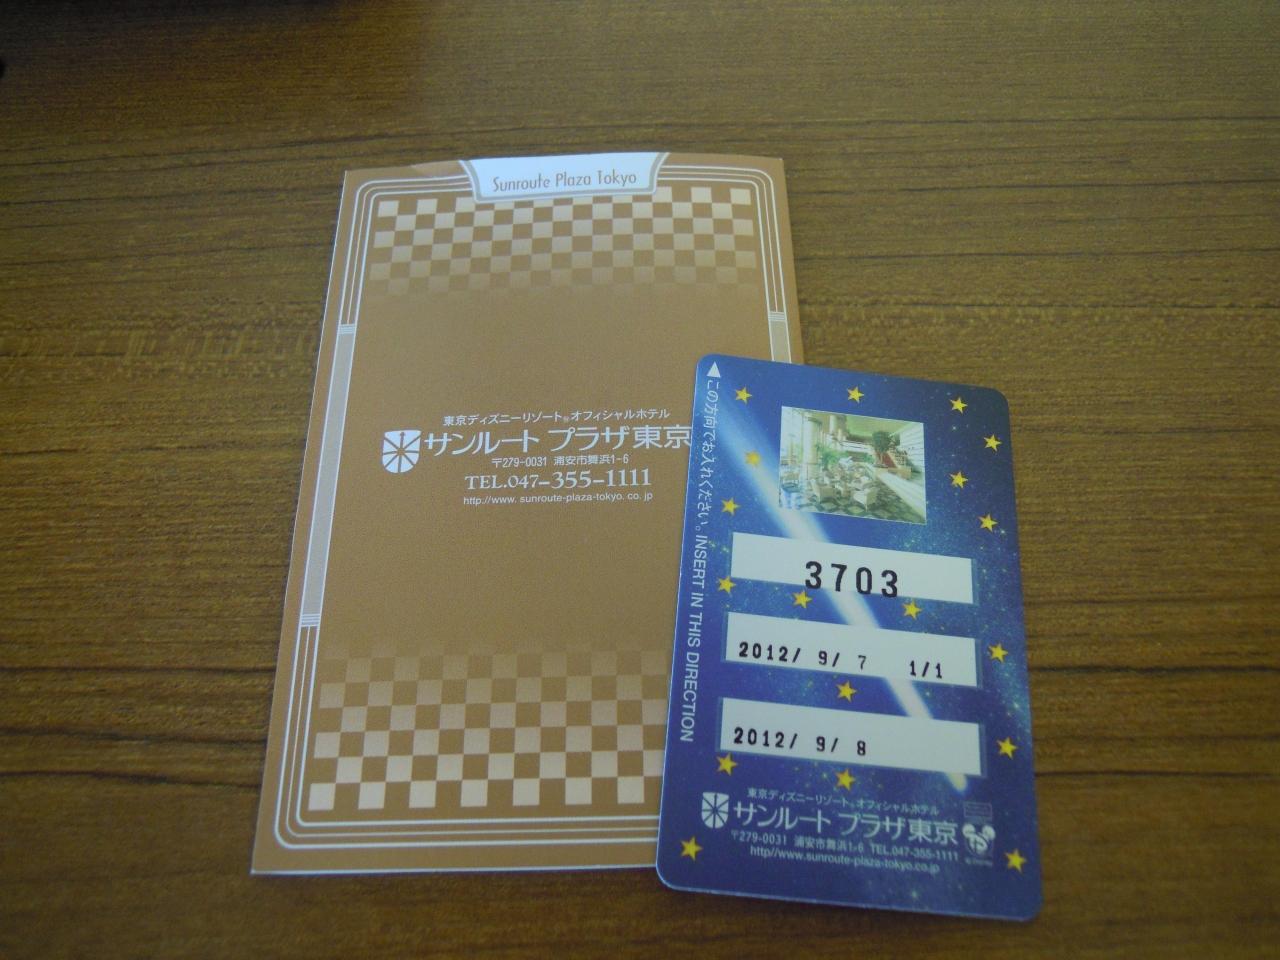 Sunroute Plaza Tokyo
東京ディズニーリゾート®オフィシャルホテル
サンルート プラザ東京
〒279-0031 浦安市舞浜1-6
TEL.047-355-1111
http://www.sunroute-plaza-tokyo.co.jp
この方向でお入れください。INSERT IN THIS DIRECTION
3703
2012/ 9/ 7 1/1
2012/ 9/ 8
東京ディズニーリゾート®オフィシャルホテル
サンルート プラザ東京
〒279-0031 浦安市舞浜1-6 TEL.047-355-1111
http//www.sunroute-plaza-tokyo.co.jp
© Disney